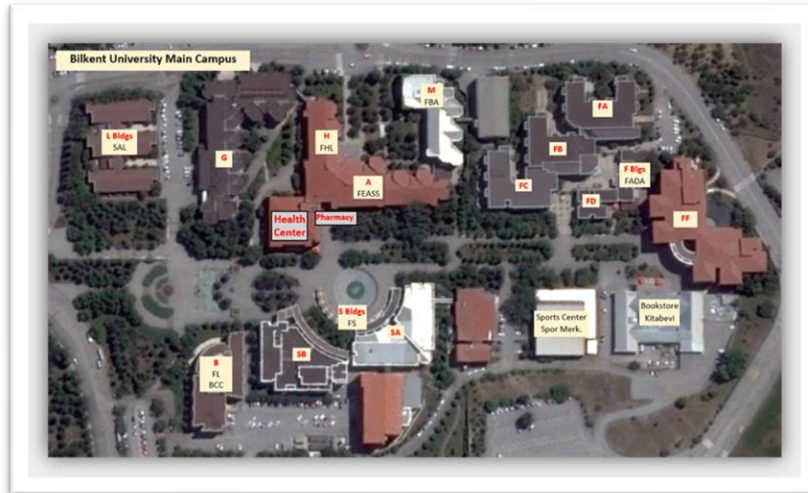 Bilkent University Main Campus
L Bldgs
SAL
G
H
FHL
A
FEASS
M
FBA
FA
FB
FC
F Blgs
FADA
FD
FF
Health
Center
Pharmacy
S Bldgs
FS
SA
SB
B
FL
BCC
Sports Center
Spor Merk.
Bookstore
Kitabevi